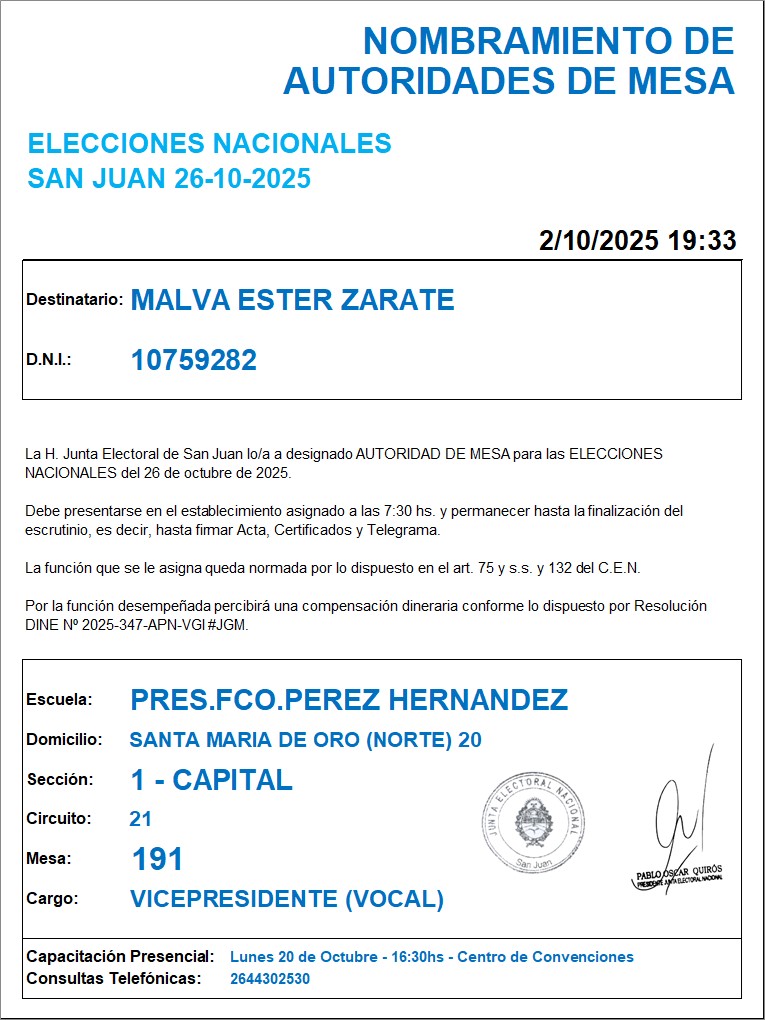 NOMBRAMIENTO DE
AUTORIDADES DE MESA
ELECCIONES NACIONALES
SAN JUAN 26-10-2025
2/10/2025 19:33
Destinatario: MALVA ESTER ZARATE
D.N.I.: 10759282
La H. Junta Electoral de San Juan lo/a a designado AUTORIDAD DE MESA para las ELECCIONES
NACIONALES del 26 de octubre de 2025.
Debe presentarse en el establecimiento asignado a las 7:30 hs. y permanecer hasta la finalización del
escrutinio, es decir, hasta firmar Acta, Certificados y Telegrama.
La función que se le asigna queda normada por lo dispuesto en el art. 75 y s.s. y 132 del C.E.N.
Por la función desempeñada percibirá una compensación dineraria conforme lo dispuesto por Resolución
DINE Nº 2025-347-APN-VGI#JGM.
Escuela: PRES.FCO.PEREZ HERNANDEZ
Domicilio: SANTA MARIA DE ORO (NORTE) 20
Sección: 1 - CAPITAL
Circuito: 21
Mesa: 191
Cargo: VICEPRESIDENTE (VOCAL)
JUNTA ELECTORAL NACIONAL
San Juan
PABLO OSCAR QUIRÓS
PRESIDENTE JUNTA ELECTORAL NACIONAL
Capacitación Presencial: Lunes 20 de Octubre - 16:30hs - Centro de Convenciones
Consultas Telefónicas: 2644302530